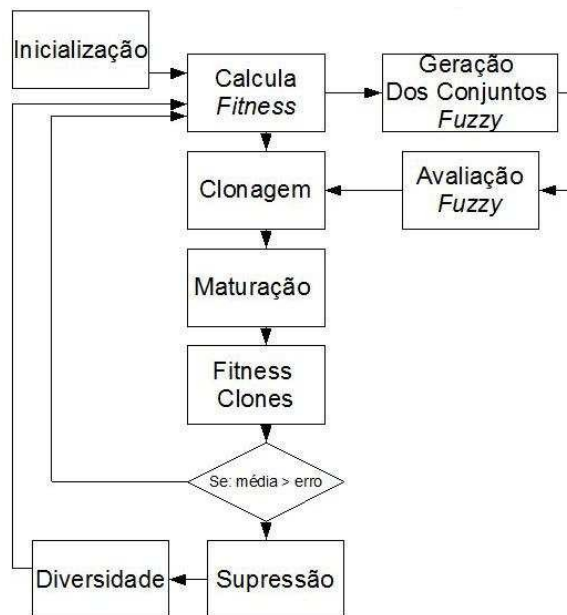 Inicialização
Calcula
Fitness
Geração
Dos Conjuntos
Fuzzy
Clonagem
Avaliação
Fuzzy
Maturação
Fitness
Clones
Se: média > erro
Diversidade
Supressão